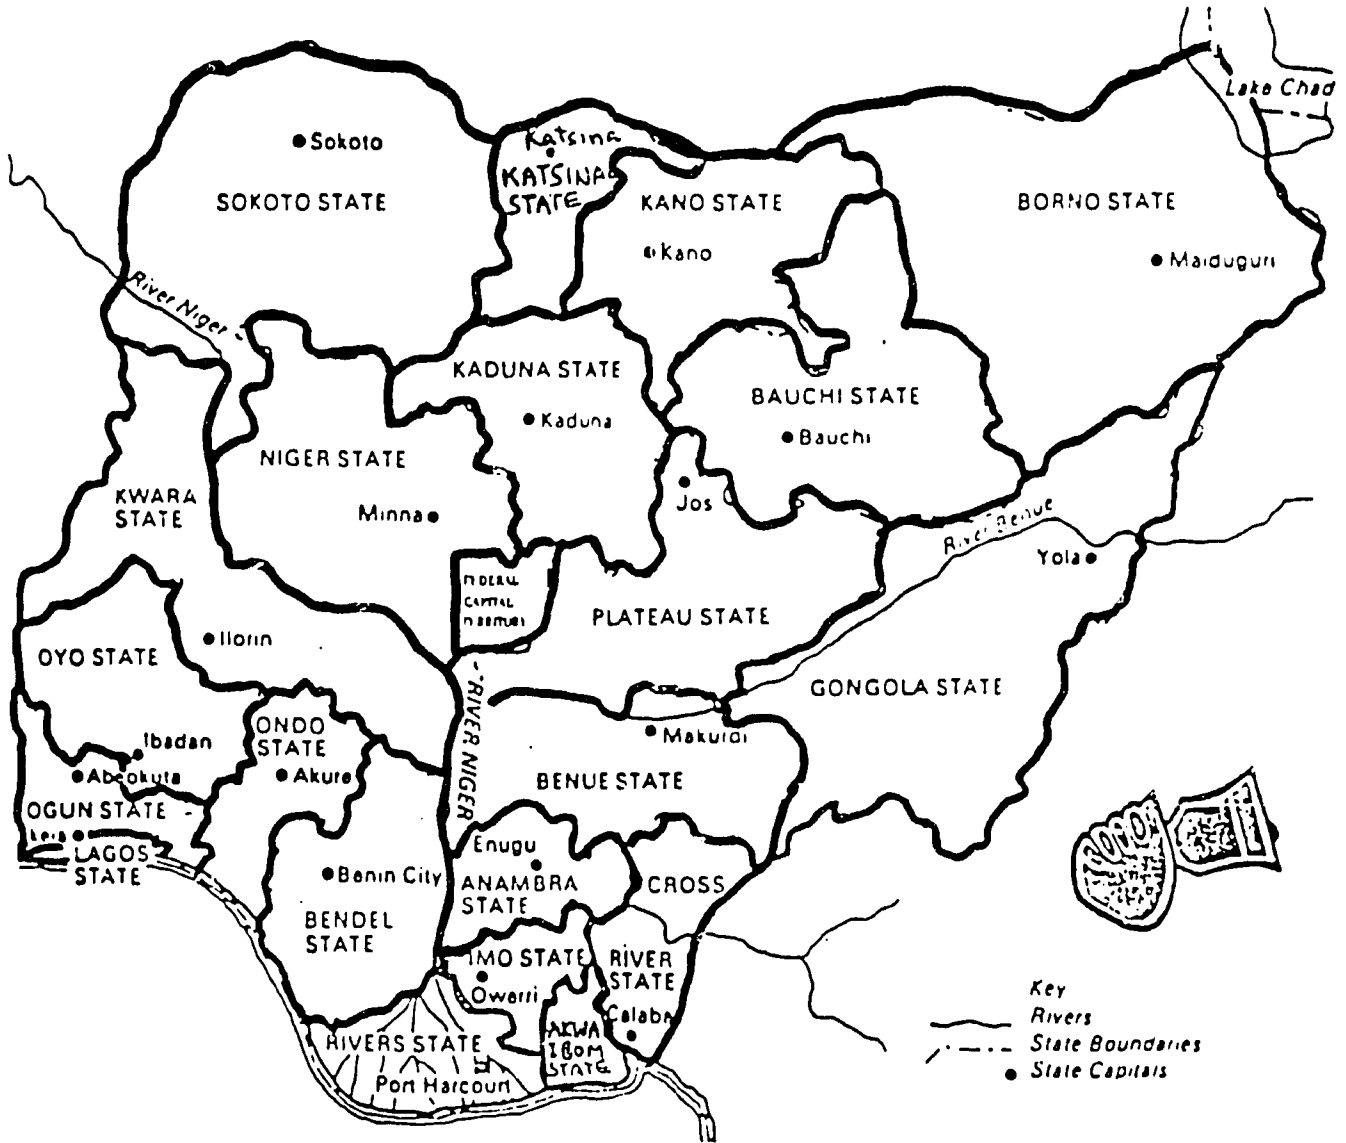 Lake Chad
Katsina
Sokoto
KATSINA
STATE
SOKOTO STATE
KANO STATE
BORNO STATE
Kano
Maiduguri
River Niger
KADUNA STATE
BAUCHI STATE
Kaduna
Bauchi
NIGER STATE
KWARA
STATE
Jos
Minna
River Benue
Yola
CAPITAL
PLATEAU STATE
Ilorin
OYO STATE
GONGOLA STATE
RIVER NIGER
ONDO
STATE
Ibadan
Makurdi
Abeokuta
Akure
BENUE STATE
OGUN STATE
LAGOS
STATE
Enugu
Benin City
ANAMBRA
STATE
CROSS
BENDEL
STATE
IMO STATE
RIVER
STATE
Owerri
Calaba
RIVERS STATE
AKWA
IBOM
STATE
Port Harcourt
Key
Rivers
State Boundaries
State Capitals